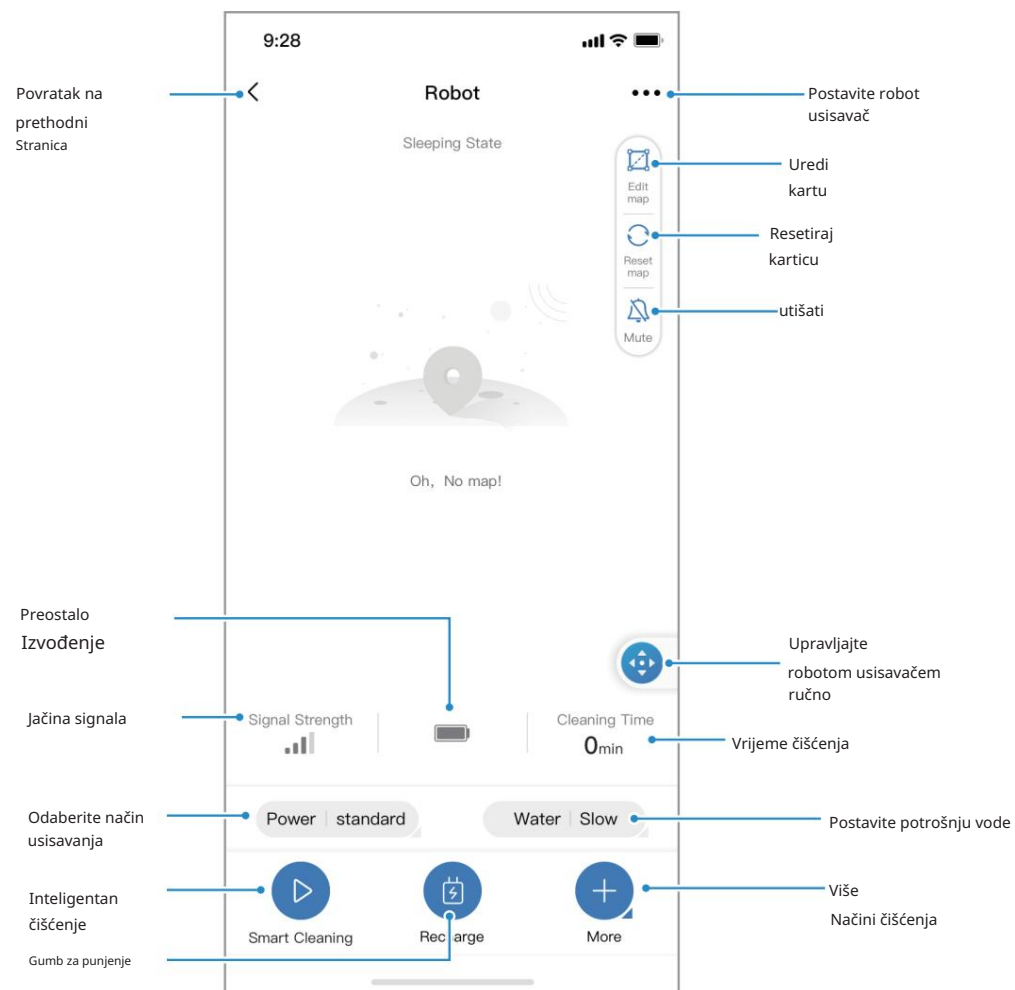 9:28
Povratak na
prethodni
Stranica
Robot
Postavite robot
usisavač
Sleeping State
Edit
map
Uredi
kartu
Reset
map
Resetiraj
karticu
Mute
utišati
Oh, No map!
Preostalo
Izvođenje
Upravljajte
robotom usisavačem
ručno
Jačina signala
Signal Strength
Cleaning Time
0min
Vrijeme čišćenja
Odaberite način
usisavanja
Power | standard
Water | Slow
Postavite potrošnju vode
Inteligentan
čišćenje
Više
Načini čišćenja
Smart Cleaning
Recharge
More
Gumb za punjenje